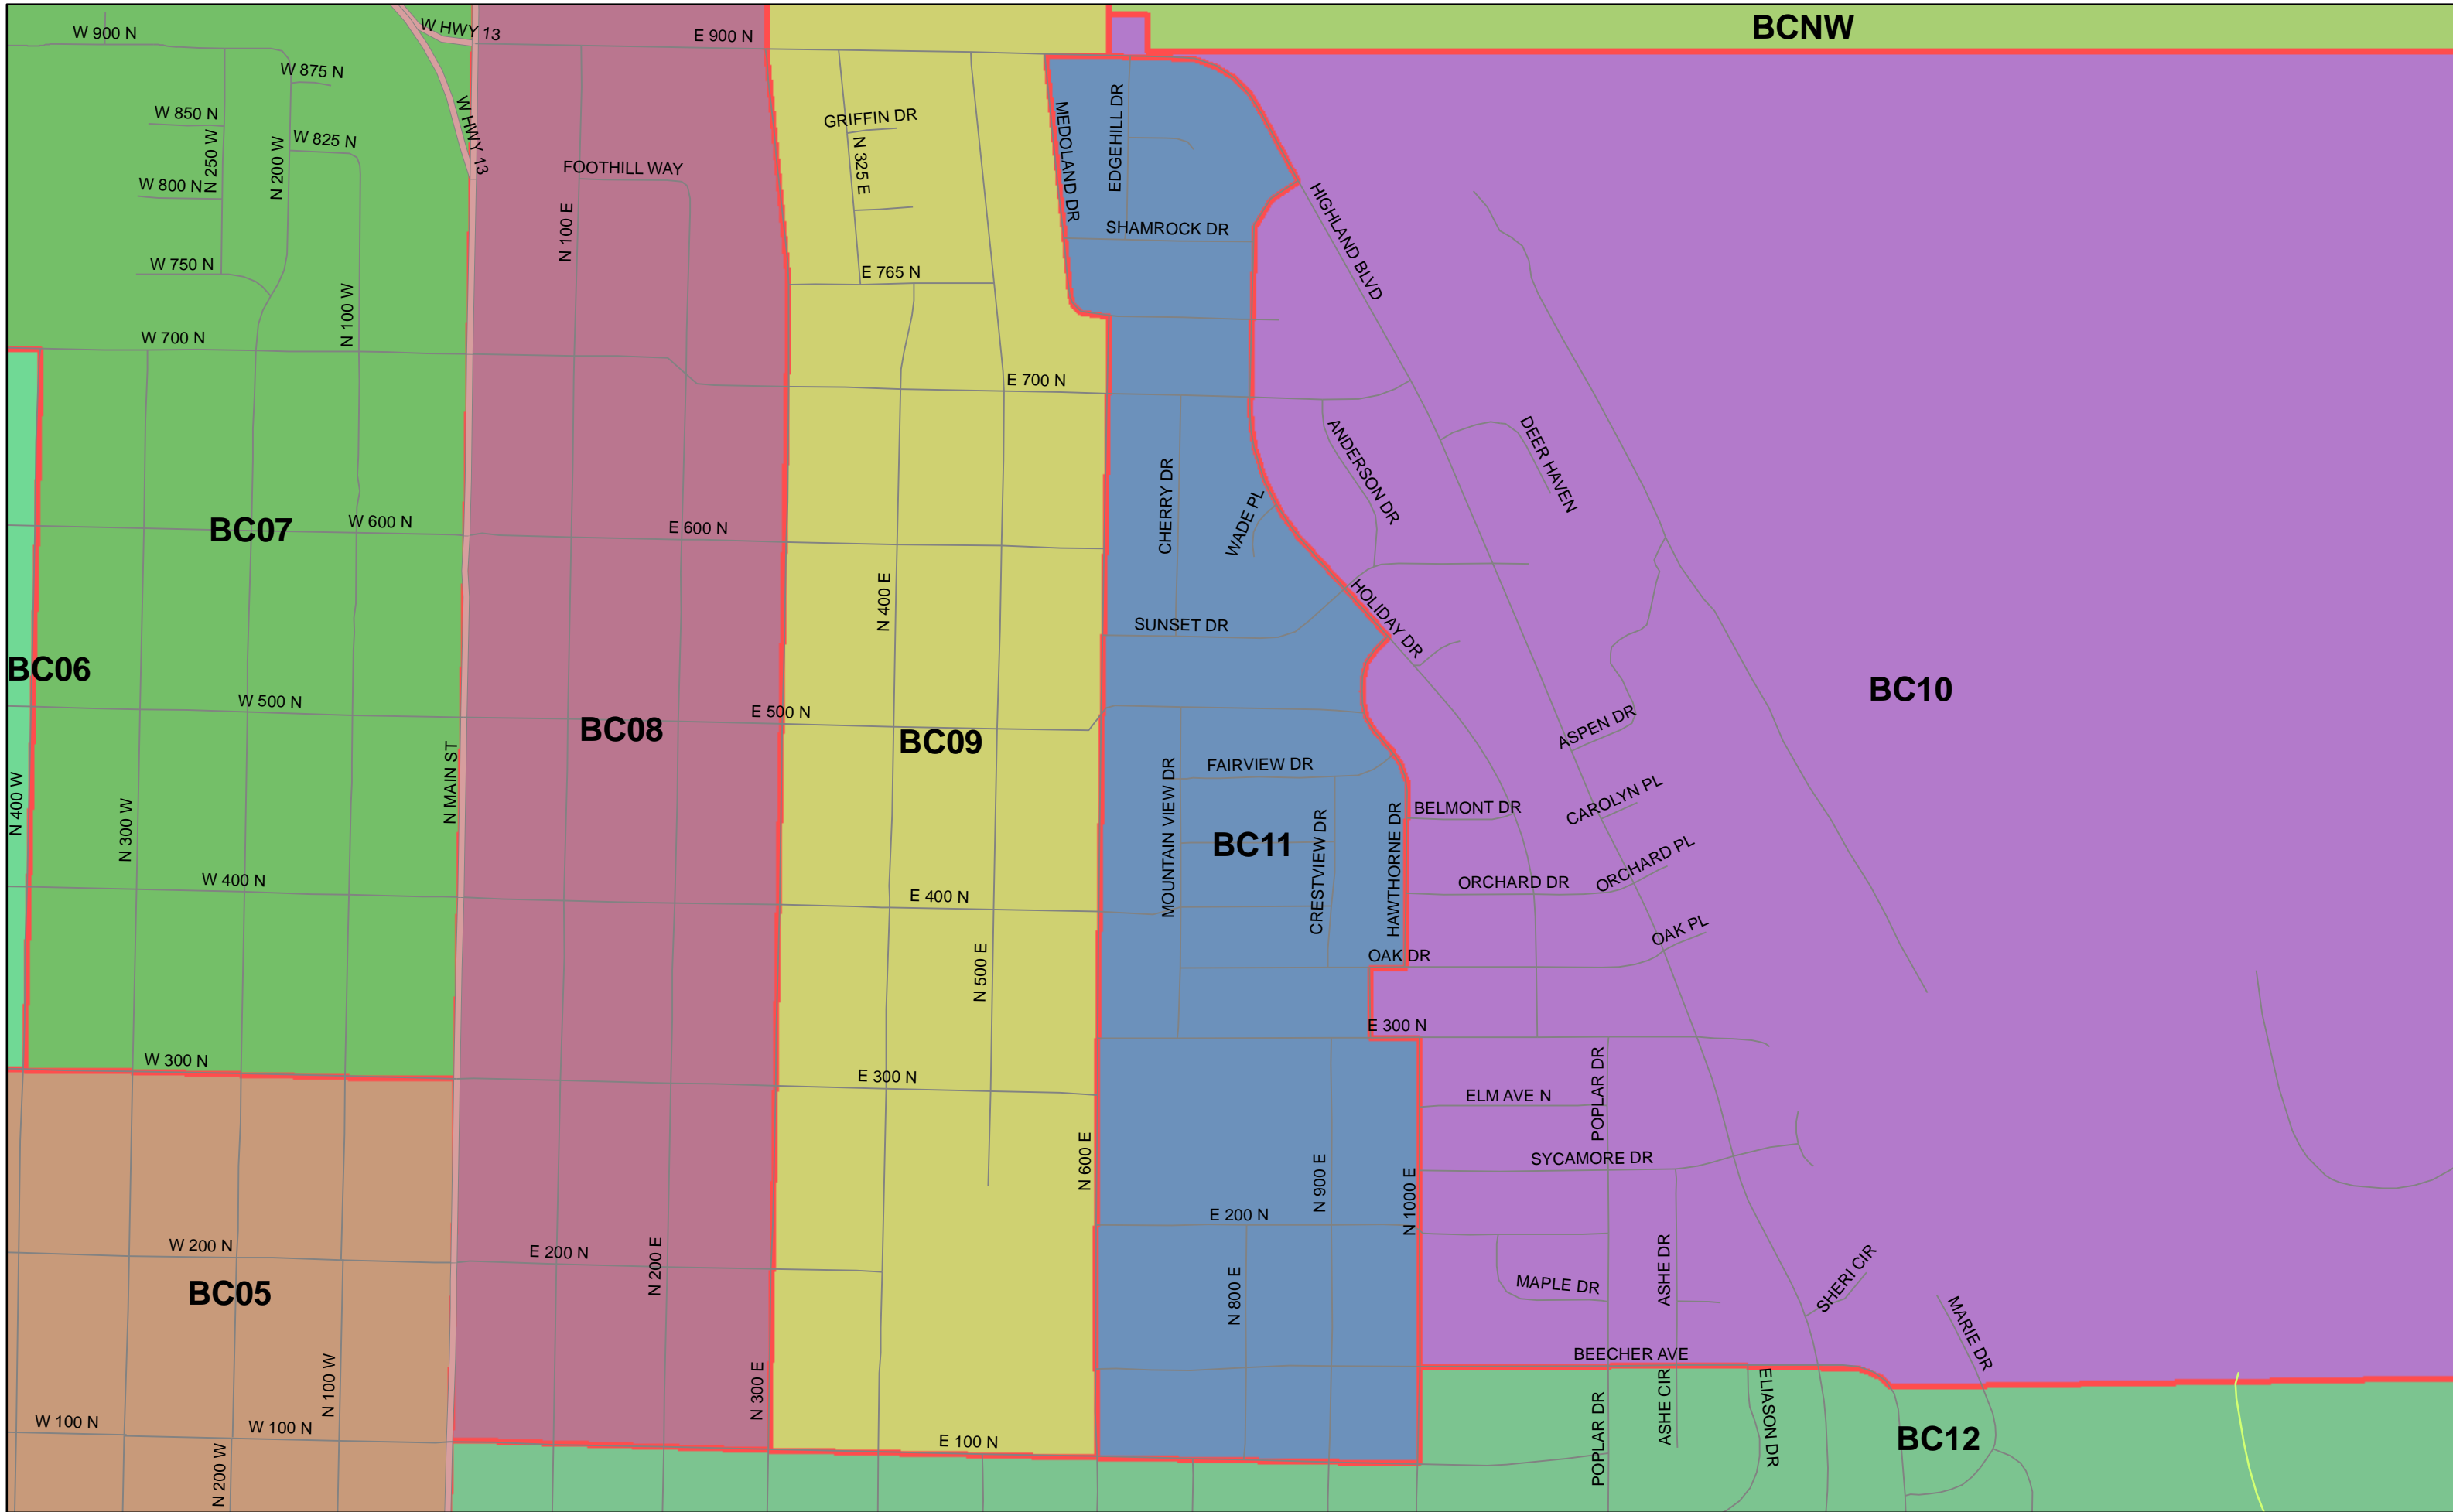 W 900 N
W HWY 13
E 900 N
BCNW
W 875 N
W 850 N
N 250 W
N 200 W
W 825 N
W HWY 13
GRIFFIN DR
N 325 E
MEDOLAND DR
EDGEHILL DR
FOOTHILL WAY
W 800 N
N 100 E
SHAMROCK DR
HIGHLAND BLVD
W 750 N
E 765 N
N 100 W
W 700 N
E 700 N
ANDERSON DR
DEER HAVEN
CHERRY DR
WADE PL
BC07
W 600 N
E 600 N
N 400 E
HOLIDAY DR
SUNSET DR
BC06
W 500 N
BC08
E 500 N
BC09
BC10
ASPEN DR
N 400 W
N 300 W
N MAIN ST
MOUNTAIN VIEW DR
FAIRVIEW DR
CRESTVIEW DR
HAWTHORNE DR
BELMONT DR
CAROLYN PL
BC11
W 400 N
E 400 N
ORCHARD DR
ORCHARD PL
N 500 E
OAK DR
OAK PL
E 300 N
W 300 N
E 300 N
ELM AVE N
POPLAR DR
N 600 E
N 900 E
N 1000 E
SYCAMORE DR
W 200 N
E 200 N
N 200 E
E 200 N
N 800 E
BC05
MAPLE DR
ASHE DR
SHERI CIR
MARIE DR
N 100 W
N 300 E
BEECHER AVE
POPLAR DR
ASHE CIR
ELIASON DR
W 100 N
W 100 N
N 200 W
E 100 N
BC12